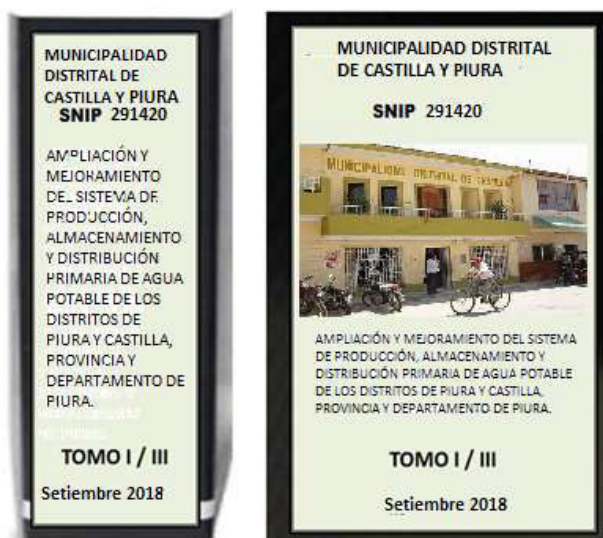 MUNICIPALIDAD
DISTRITAL DE
CASTILLA Y PIURA
SNIP 291420
AMPLIACIÓN Y
MEJORAMIENTO
DEL SISTEMA DE
PRODUCCIÓN,
ALMACENAMIENTO
Y DISTRIBUCIÓN
PRIMARIA DE AGUA
POTABLE DE LOS
DISTRITOS DE
PIURA Y CASTILLA,
PROVINCIA Y
DEPARTAMENTO DE
PIURA.
TOMO I / III
Setiembre 2018
MUNICIPALIDAD DISTRITAL
DE CASTILLA Y PIURA
SNIP 291420
MUNICIPALIDAD DISTRITAL DE
AMPLIACIÓN Y MEJORAMIENTO DEL SISTEMA
DE PRODUCCIÓN, ALMACENAMIENTO Y
DISTRIBUCIÓN PRIMARIA DE AGUA POTABLE
DE LOS DISTRITOS DE PIURA Y CASTILLA,
PROVINCIA Y DEPARTAMENTO DE PIURA.
TOMO I / III
Setiembre 2018